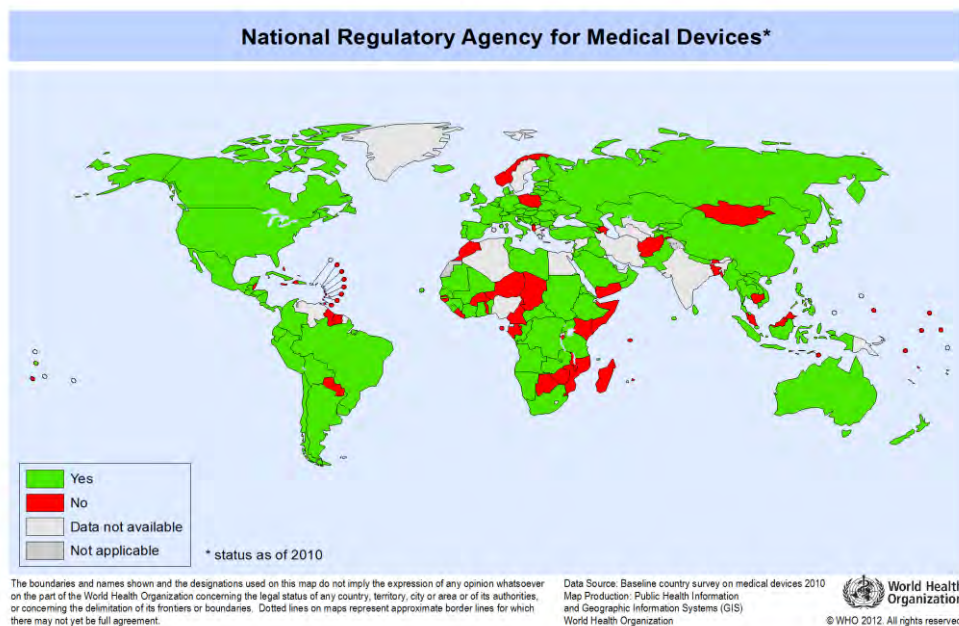 National Regulatory Agency for Medical Devices*
Yes
No
Data not available
Not applicable
* status as of 2010
The boundaries and names shown and the designations used on this map do not imply the expression of any opinion whatsoever
on the part of the World Health Organization concerning the legal status of any country, territory, city or area or of its authorities,
or concerning the delimitation of its frontiers or boundaries. Dotted lines on maps represent approximate border lines for which
there may not yet be full agreement.
Data Source: Baseline country survey on medical devices 2010
Map Production: Public Health Information
and Geographic Information Systems (GIS)
World Health Organization
World Health
Organization
© WHO 2012. All rights reserved